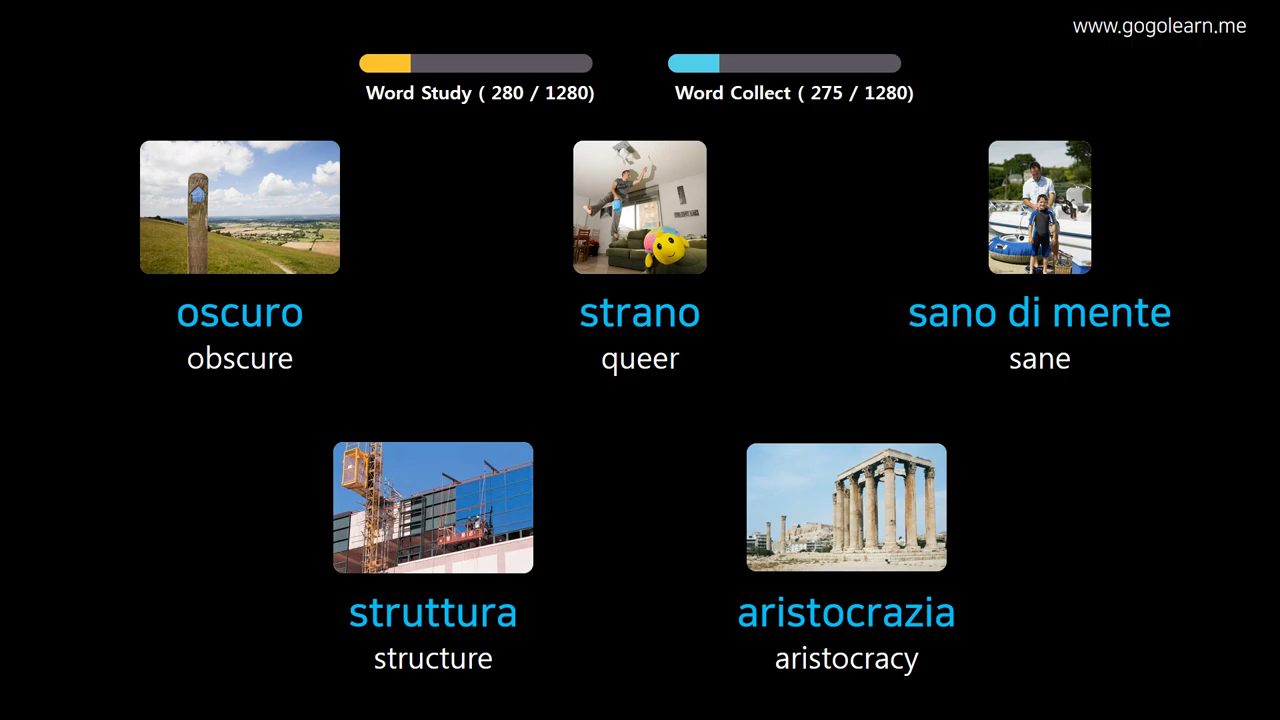 www.gogolearn.me
Word Study ( 280 / 1280)
Word Collect ( 275 / 1280)
oscuro
obscure
strano
queer
sano di mente
sane
struttura
structure
aristocrazia
aristocracy